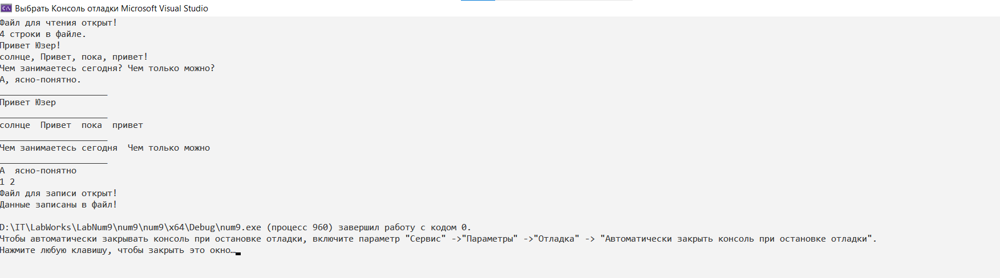 Выбрать Консоль отладки Microsoft Visual Studio
Файл для чтения открыт!
4 строки в файле.
Привет Юзер!
солнце, Привет, пока, привет!
Чем занимаетесь сегодня? Чем только можно?
А, ясно-понятно.
_____________________
Привет Юзер
_____________________
солнце  Привет  пока  привет
_____________________
Чем занимаетесь сегодня  Чем только можно
_____________________
А  ясно-понятно
1 2
Файл для записи открыт!
Данные записаны в файл!
D:\IT\LabWorks\LabNum9\num9\num9\x64\Debug\num9.exe (процесс 960) завершил работу с кодом 0.
Чтобы автоматически закрывать консоль при остановке отладки, включите параметр "Сервис" ->"Параметры" ->"Отладка" -> "Автоматически закрыть консоль при остановке отладки".
Нажмите любую клавишу, чтобы закрыть это окно…